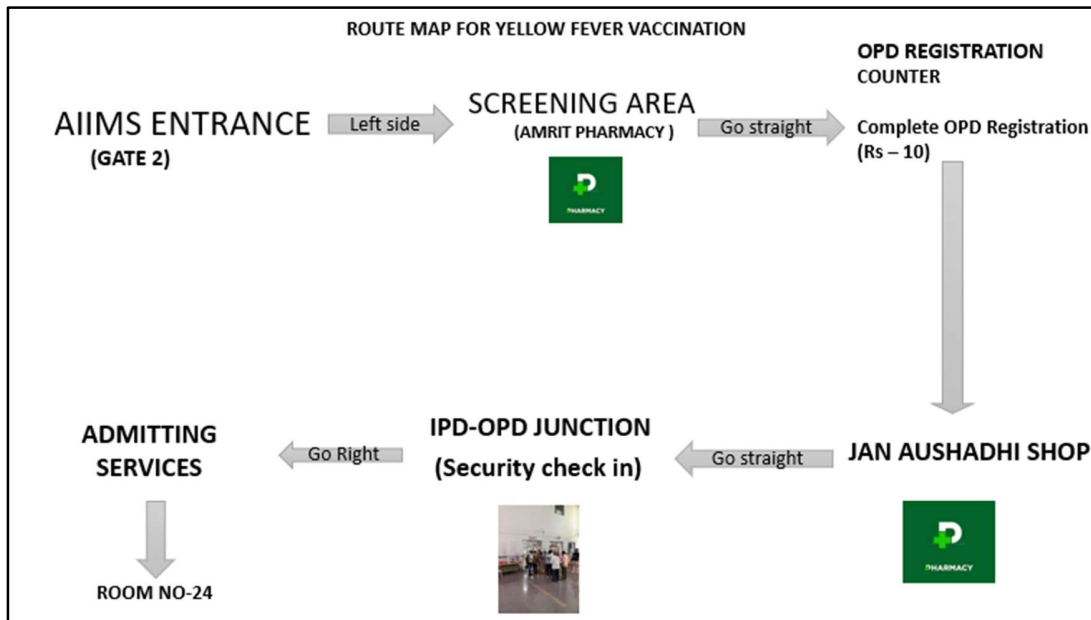 ROUTE MAP FOR YELLOW FEVER VACCINATION
AIIMS ENTRANCE
(GATE 2)
Left side
SCREENING AREA
(AMRIT PHARMACY )
PHARMACY
Go straight
OPD REGISTRATION
COUNTER
Complete OPD Registration
(Rs – 10)
JAN AUSHADHI SHOP
PHARMACY
Go straight
IPD-OPD JUNCTION
(Security check in)
Go Right
ADMITTING
SERVICES
ROOM NO-24